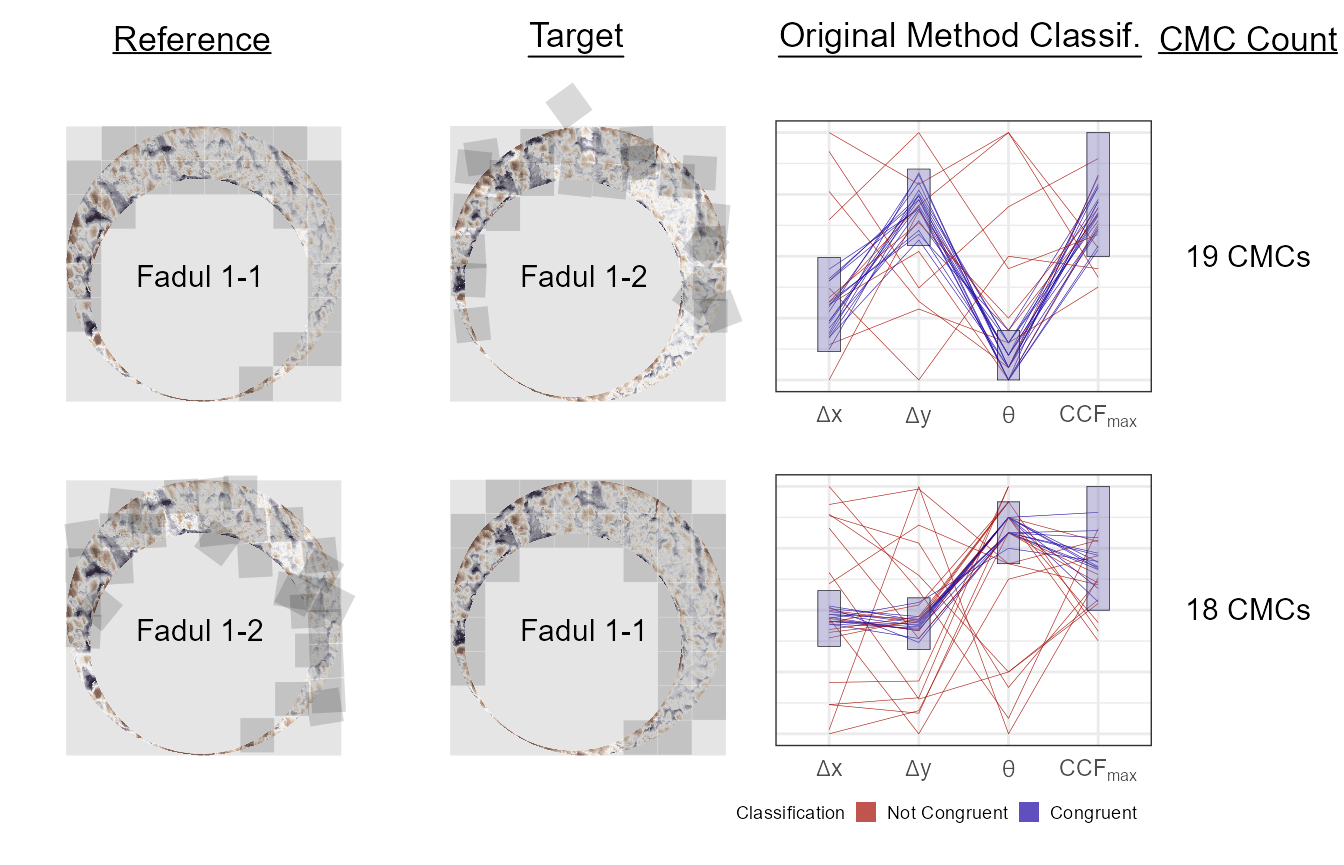 Reference
Target
Original Method Classif.
CMC Count
Fadul 1-1
Fadul 1-2
19 CMCs
Δx
Δy
θ
CCFmax
Fadul 1-2
Fadul 1-1
18 CMCs
Δx
Δy
θ
CCFmax
Classification
Not Congruent
Congruent